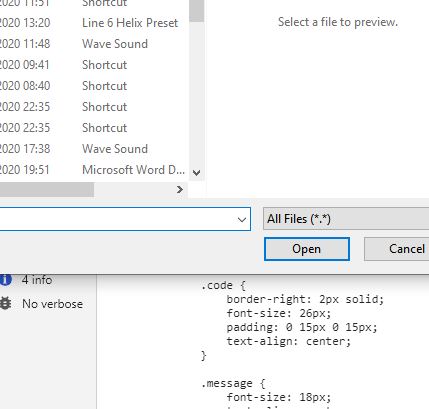 2020 11:51 Shortcut
2020 13:20 Line 6 Helix Preset
Select a file to preview.
2020 11:48 Wave Sound
2020 09:41 Shortcut
2020 08:40 Shortcut
2020 22:35 Shortcut
2020 22:35 Shortcut
2020 17:38 Wave Sound
2020 19:51 Microsoft Word D...
All Files (*.*)
Open Cancel
4 info
No verbose
.code {
border-right: 2px solid;
font-size: 26px;
padding: 0 15px 0 15px;
text-align: center;
}
.message {
font-size: 18px;